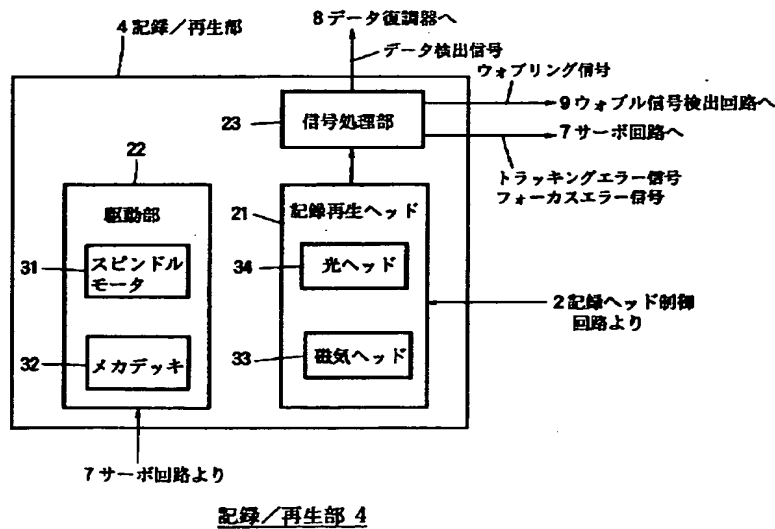 8データ復調器へ
4記録／再生部
データ検出信号
ウォブリング信号
23
信号処理部
9ウォブル信号検出回路へ
7サーボ回路へ
トラッキングエラー信号
フォーカスエラー信号
22
駆動部
31
スピンドル
モータ
32
メカデッキ
21
記録再生ヘッド
34
光ヘッド
33
磁気ヘッド
2記録ヘッド制御
回路より
7サーボ回路より
記録／再生部 4